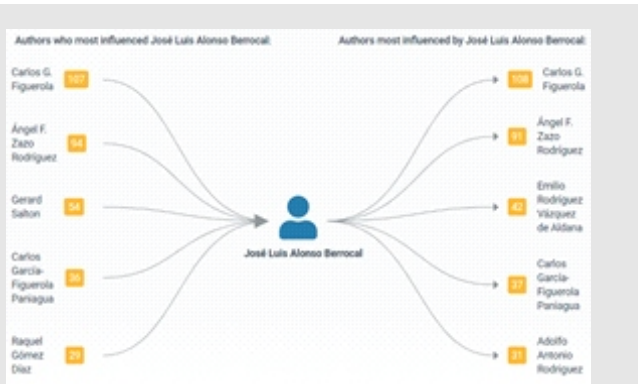 Authors who most influenced José Luis Alonso Berrocal:
Carlos G.
Figuerola
107
Ángel F.
Zazo
Rodríguez
94
Gerard
Salton
54
Carlos
García-
Figuerola
Paniagua
36
Raquel
Gómez
Díaz
29
José Luis Alonso Berrocal
Authors most influenced by José Luis Alonso Berrocal:
108
Carlos G.
Figuerola
91
Ángel F.
Zazo
Rodríguez
42
Emilio
Rodríguez
Vázquez
de Aldana
37
Carlos
García-
Figuerola
Paniagua
31
Adolfo
Antonio
Rodríguez